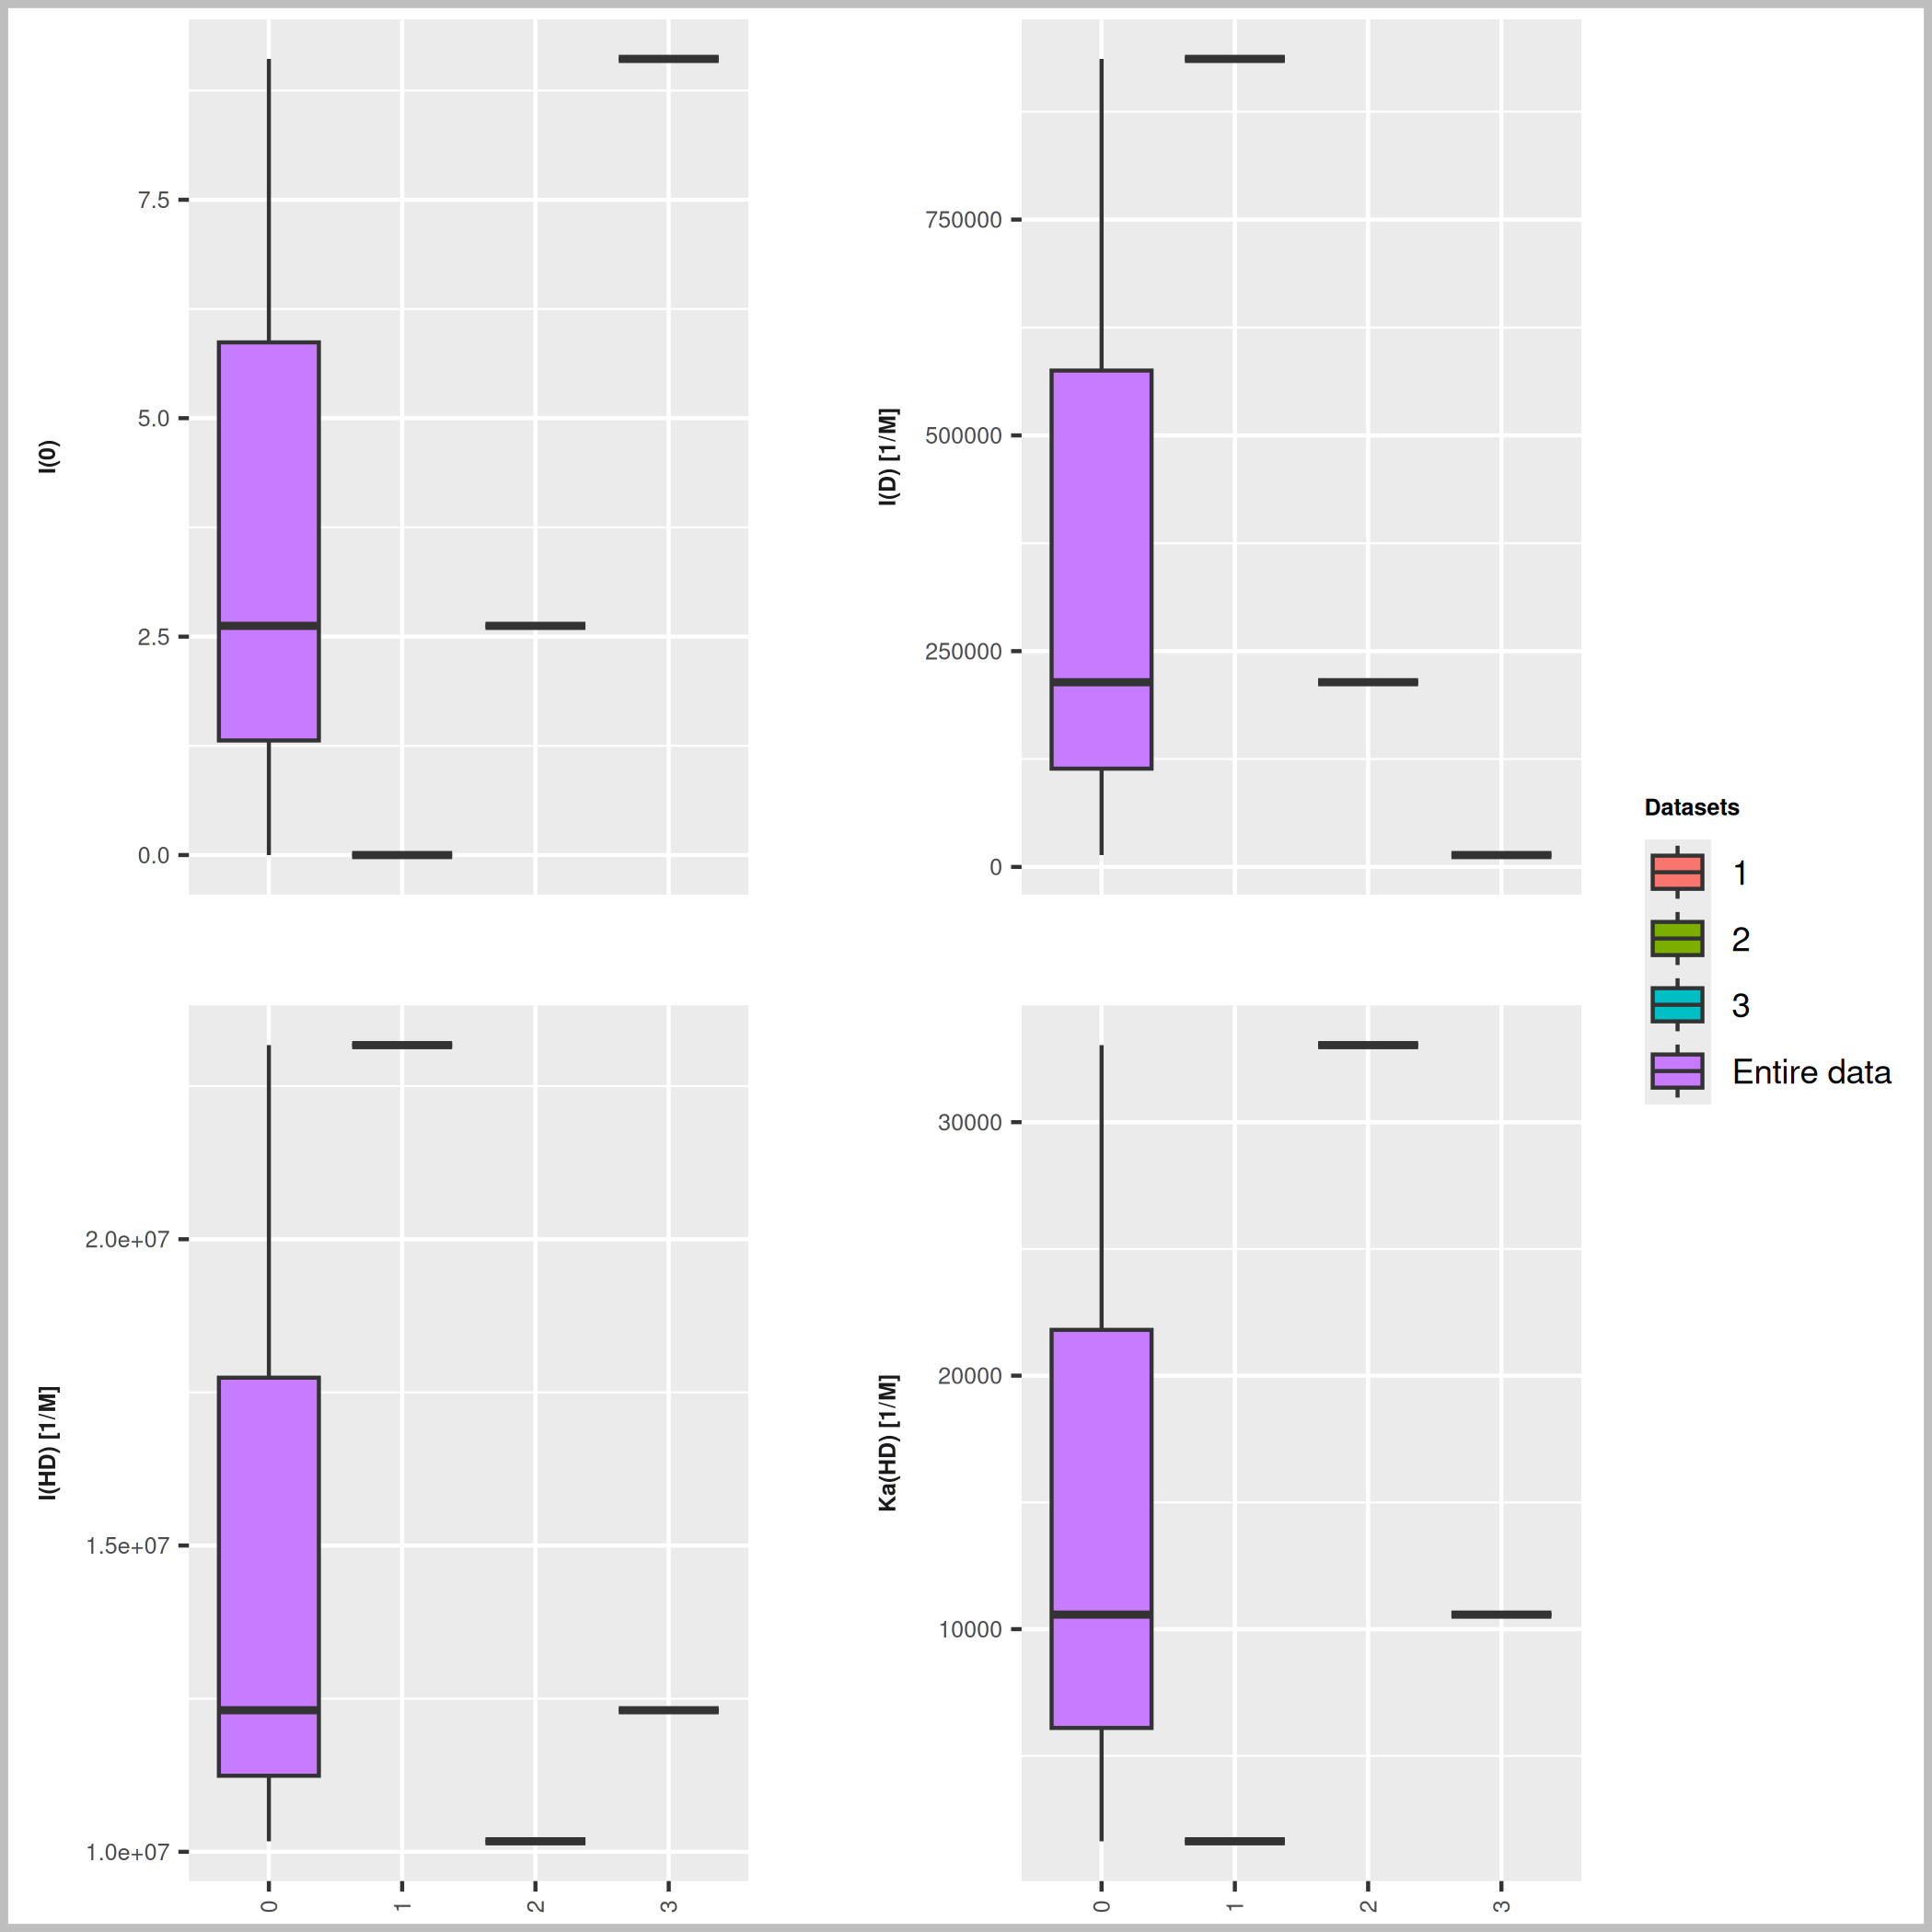 I(0)
7.5
5.0
2.5
0.0
I(D) [1/M]
750000
500000
250000
0
I(HD) [1/M]
2.0e+07
1.5e+07
1.0e+07
0
1
2
3
Ka(HD) [1/M]
30000
20000
10000
0
1
2
3
Datasets
1
2
3
Entire data